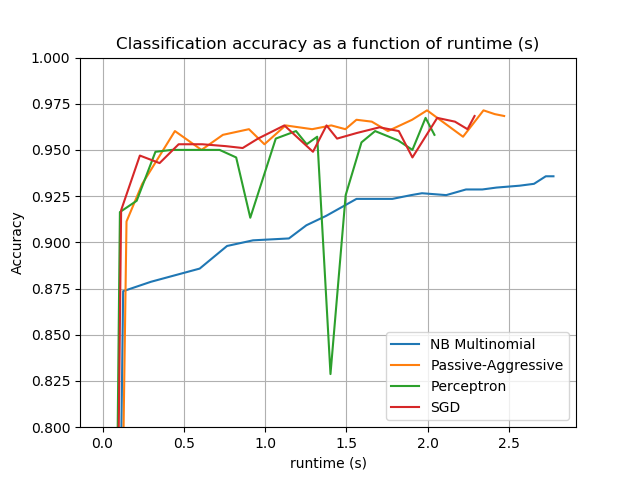 Classification accuracy as a function of runtime (s)
1.000
0.975
0.950
0.925
0.900
0.875
0.850
0.825
0.800
Accuracy
NB Multinomial
Passive-Aggressive
Perceptron
SGD
0.0 0.5 1.0 1.5 2.0 2.5
runtime (s)